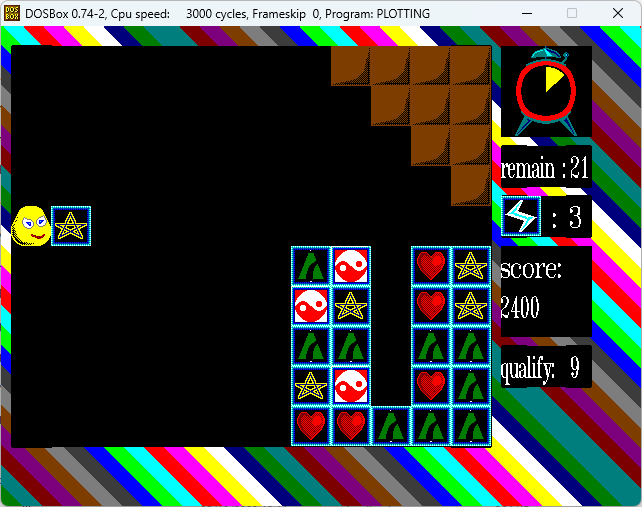 DOSBox 0.74-2, Cpu speed:    3000 cycles, Frameskip  0, Program: PLOTTING
remain :21
: 3
score:
2400
qualify: 9